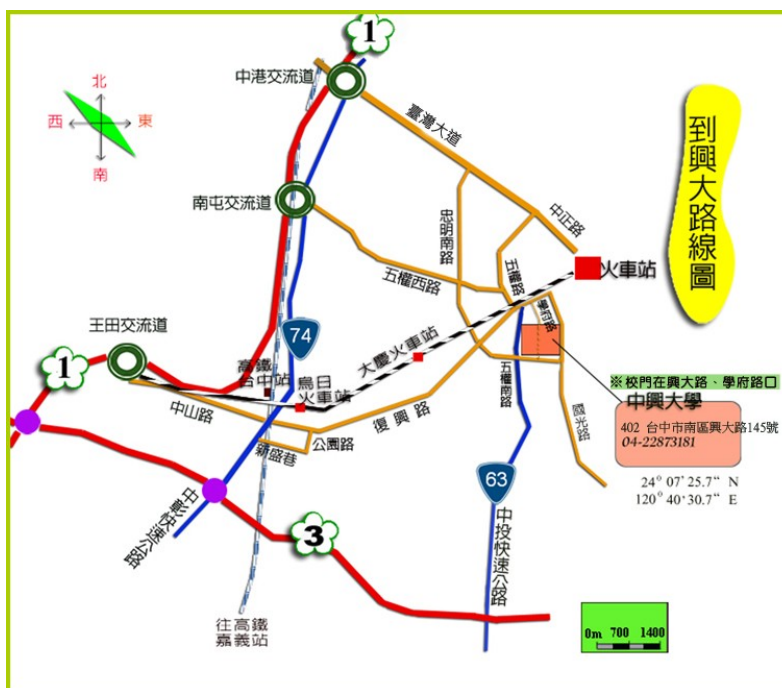 1
中港交流道
北
西
東
南
臺灣大道
到興大路線圖
南屯交流道
忠明南路
中正路
五權西路
五權路
火車站
學府路
74
王田交流道
大慶火車站
1
高鐵
台中站
烏日
火車站
五權南路
※校門在興大路、學府路口
中興大學
402 台中市南區興大路145號
04-22873181
中山路
復興路
國光路
公園路
新盛巷
24° 07' 25.7" N
120° 40' 30.7" E
63
中彰快速公路
3
中投快速公路
往高鐵
嘉義站
0m 700 1400